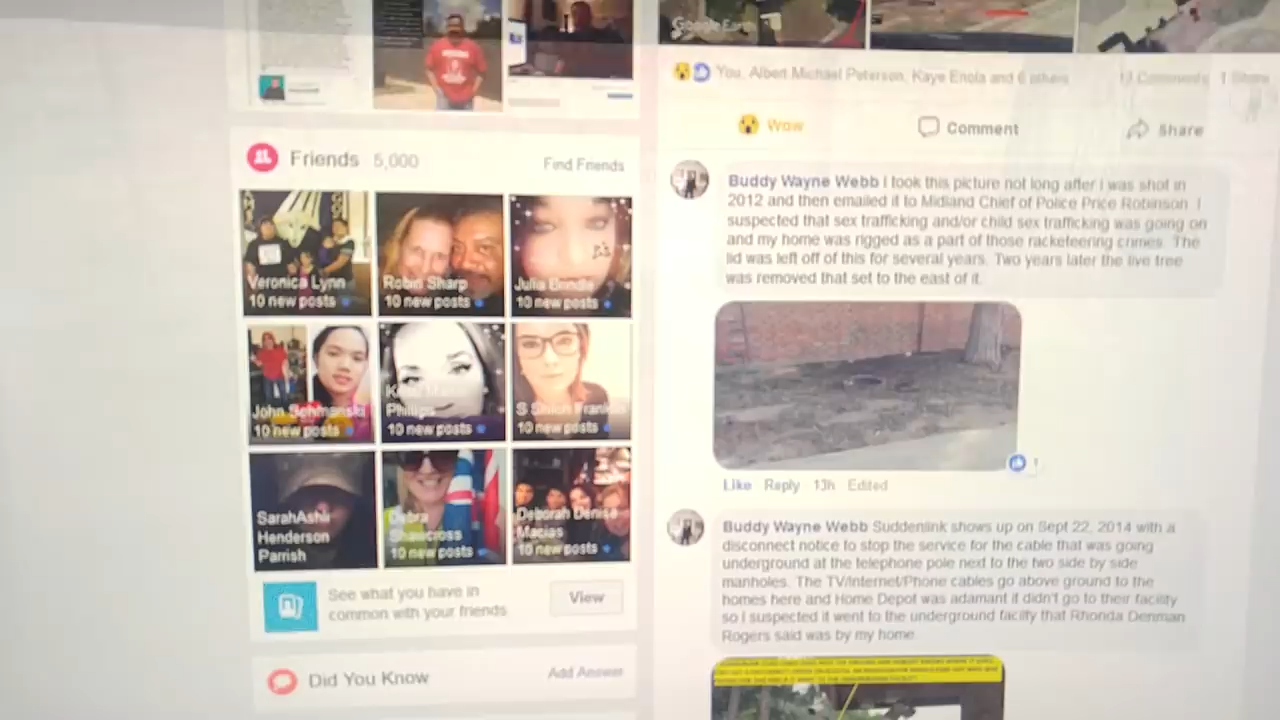 Google Earth
You, Albert Michael Peterson, Kaye Enola and 6 others
13 Comments 1 Share
Wow
Comment
Share
Friends 5,000
Find Friends
Veronica Lynn
10 new posts
Robin Sharp
10 new posts
Julia
10 new posts
John Schmanski
10 new posts
Phillips
10 new posts
10 new posts
SarahAshli
Henderson
Parrish
Debra
Shawcross
10 new posts
Deborah Denise
Macias
10 new posts
See what you have in
common with your friends
View
Did You Know
Add Answer
Buddy Wayne Webb I took this picture not long after I was shot in
2012 and then emailed it to Midland Chief of Police Price Robinson. I
suspected that sex trafficking and/or child sex trafficking was going on
and my home was rigged as a part of those racketeering crimes. The
lid was left off of this for several years. Two years later the live tree
was removed that set to the east of it.
1
Like Reply 13h Edited
Buddy Wayne Webb Suddenlink shows up on Sept 22, 2014 with a
disconnect notice to stop the service for the cable that was going
underground at the telephone pole next to the two side by side
manholes. The TV/Internet/Phone cables go above ground to the
homes here and Home Depot was adamant it didn't go to their facility
so I suspected it went to the underground facility that Rhonda Denman
Rogers said was by my home.